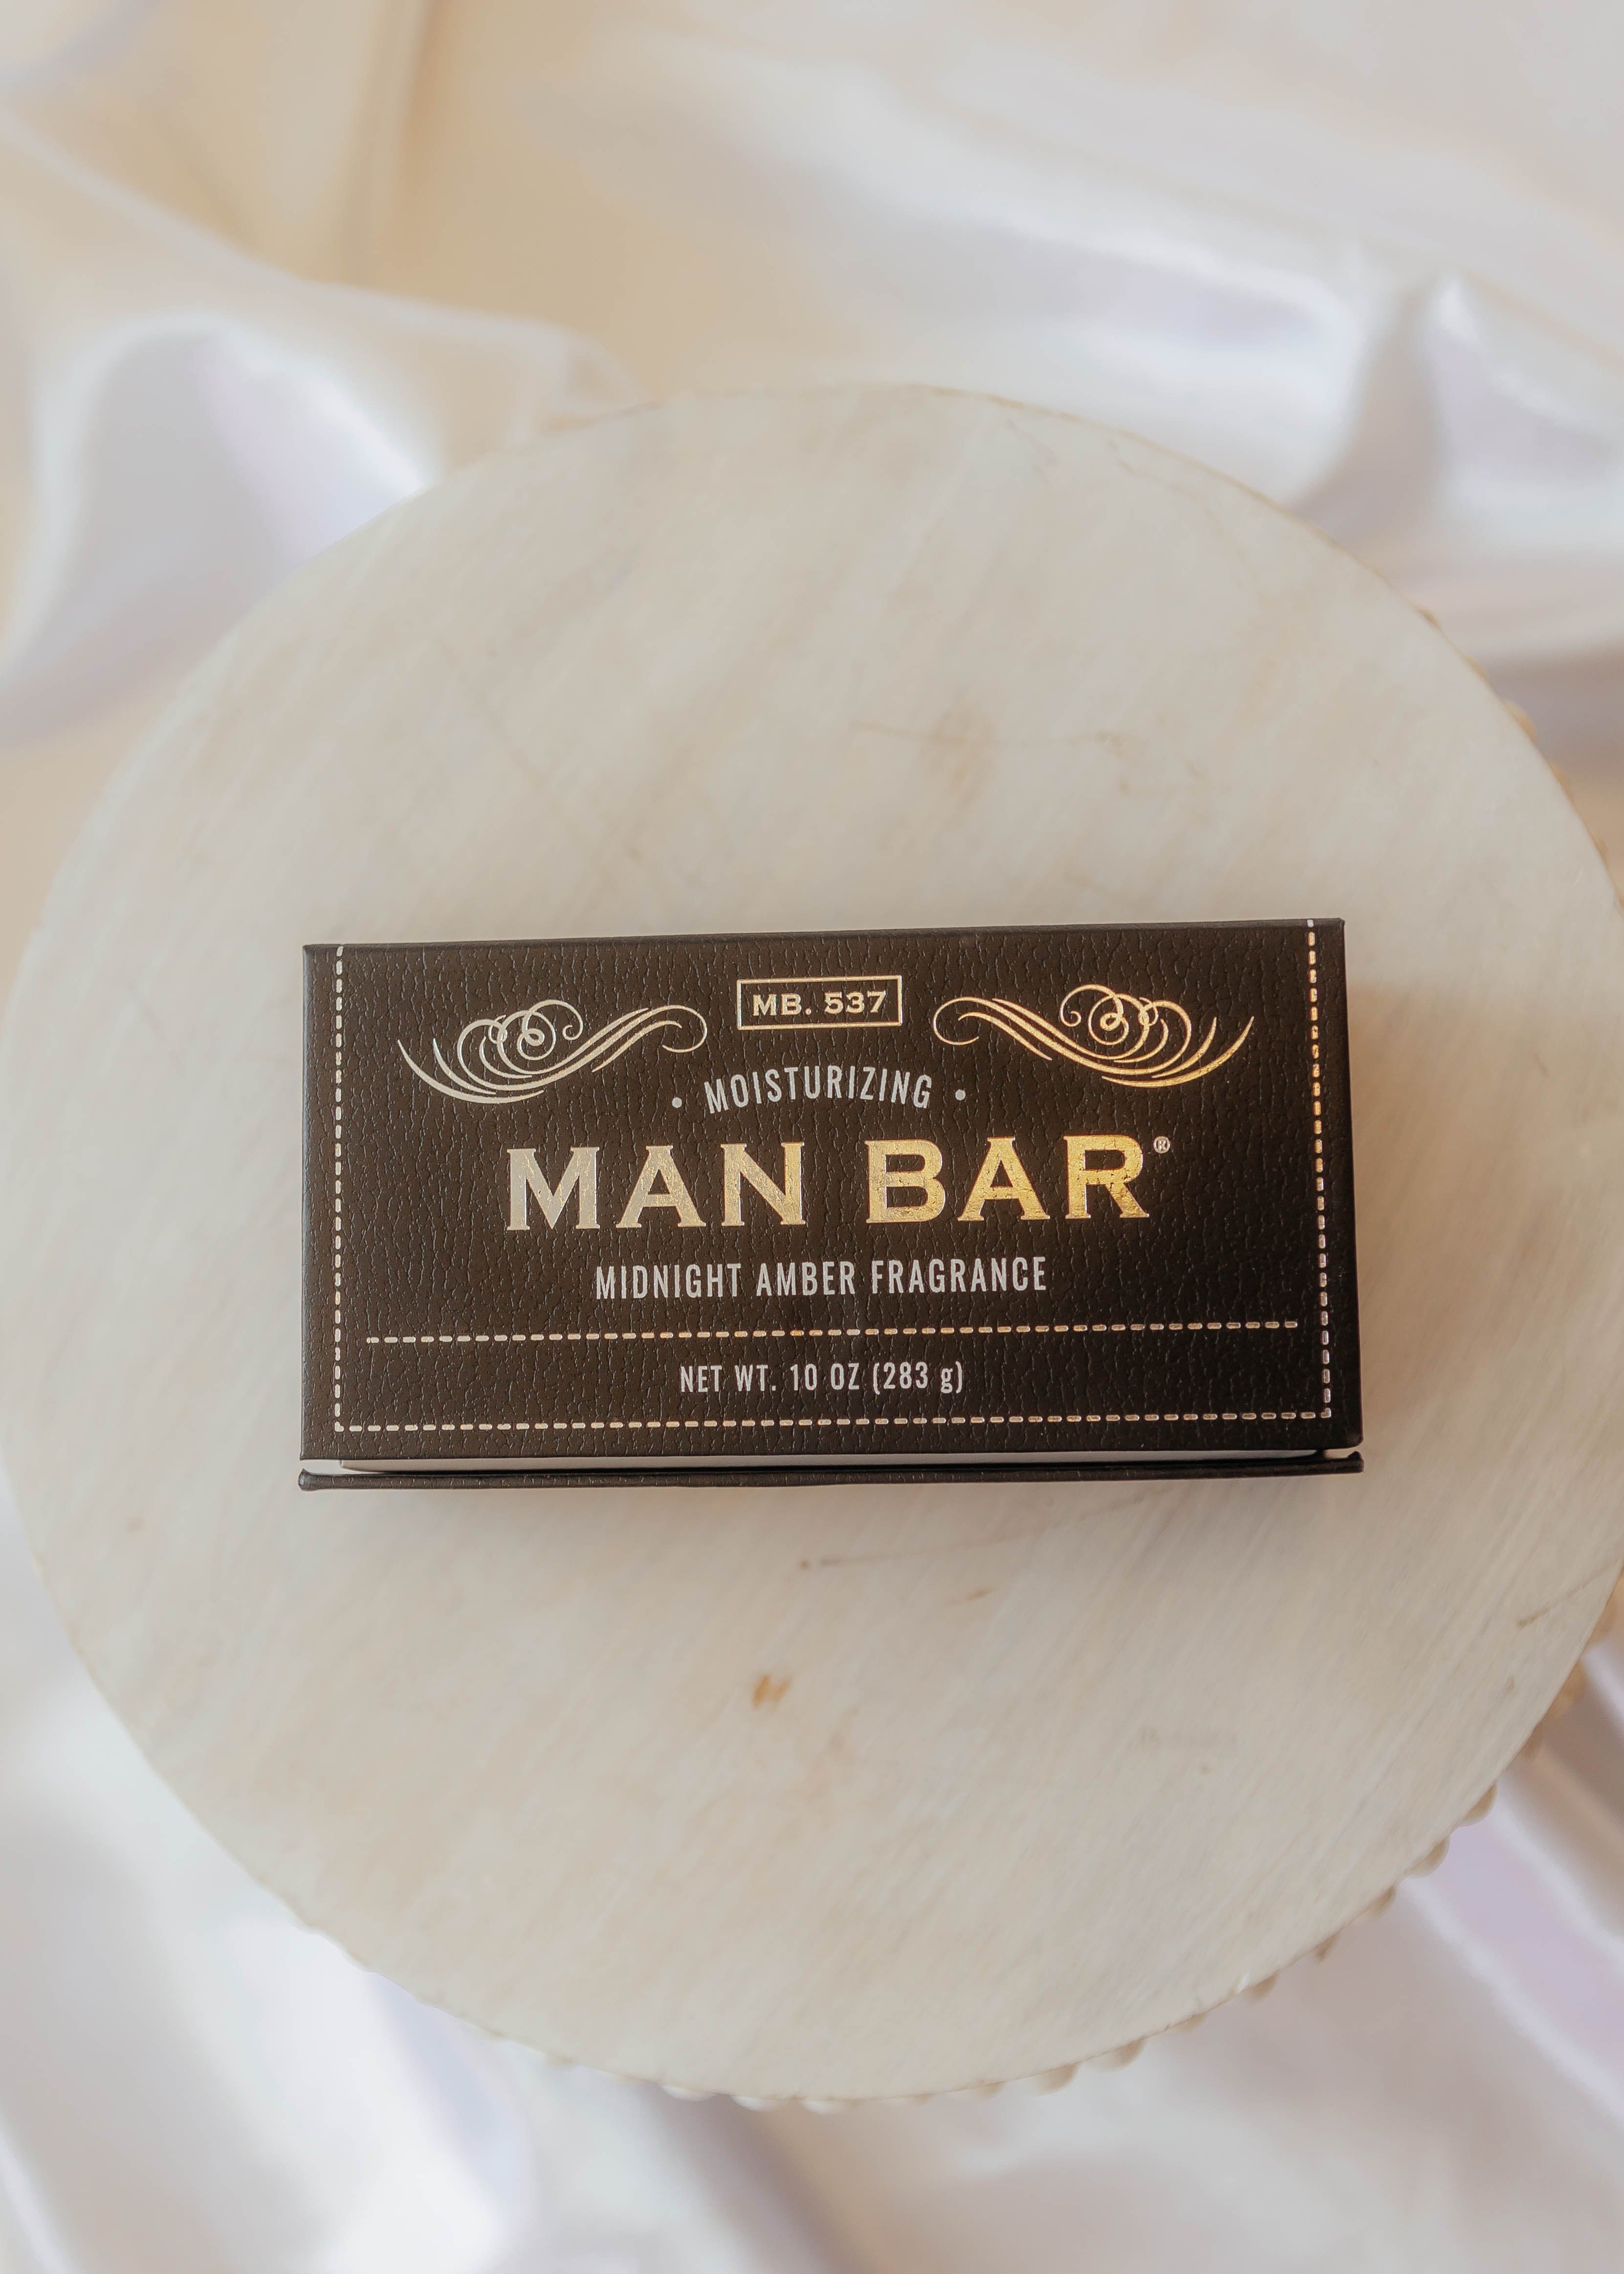 MB. 537
• MOISTURIZING •
MAN BAR®
MIDNIGHT AMBER FRAGRANCE
NET WT. 10 OZ (283 g)